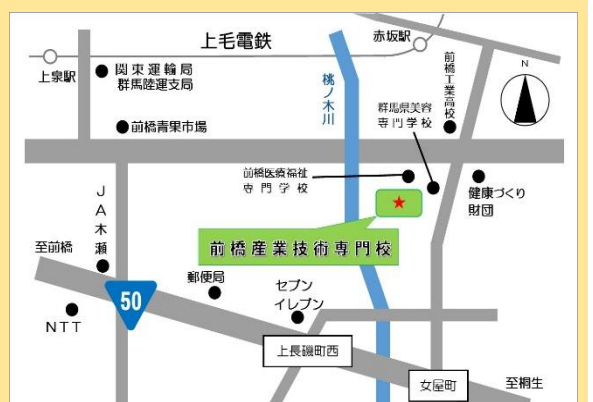 上毛電鉄
赤坂駅
上泉駅
関東運輸局
群馬陸運支局
前橋青果市場
桃ノ木川
前橋工業高校
N
群馬県美容
専門学校
前橋医療福祉
専門学校
健康づくり
財団
JA木瀬
至前橋
前橋産業技術専門校
50
郵便局
セブン
イレブン
NTT
上長磯町西
女屋町
至桐生